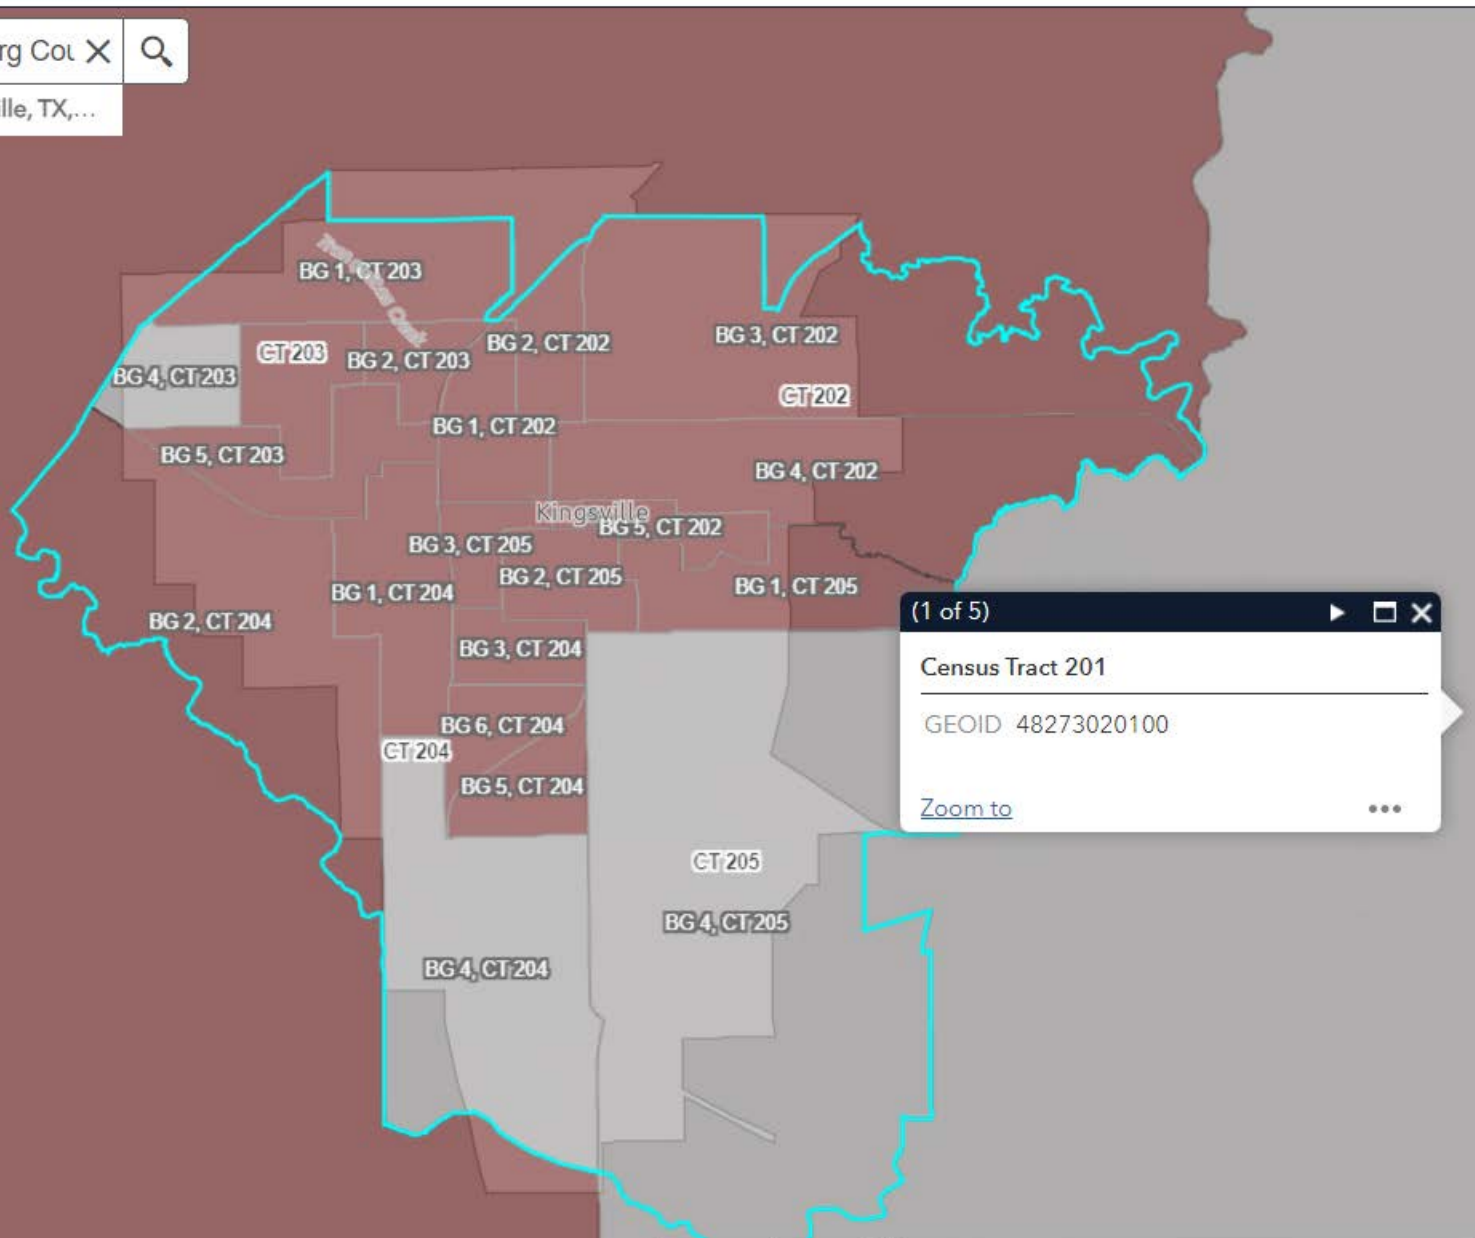 rg Cou
ille, TX,...
BG 1, CT 203
BG 2, CT 202
BG 3, CT 202
CT 203
BG 2, CT 203
BG 4, CT 203
CT 202
BG 1, CT 202
BG 5, CT 203
BG 4, CT 202
Kingsville
BG 5, CT 202
BG 3, CT 205
BG 2, CT 205
BG 1, CT 205
BG 1, CT 204
BG 2, CT 204
(1 of 5)
BG 3, CT 204
Census Tract 201
GEOID 48273020100
BG 6, CT 204
CT 204
BG 5, CT 204
Zoom to
CT 205
BG 4, CT 205
BG 4, CT 204